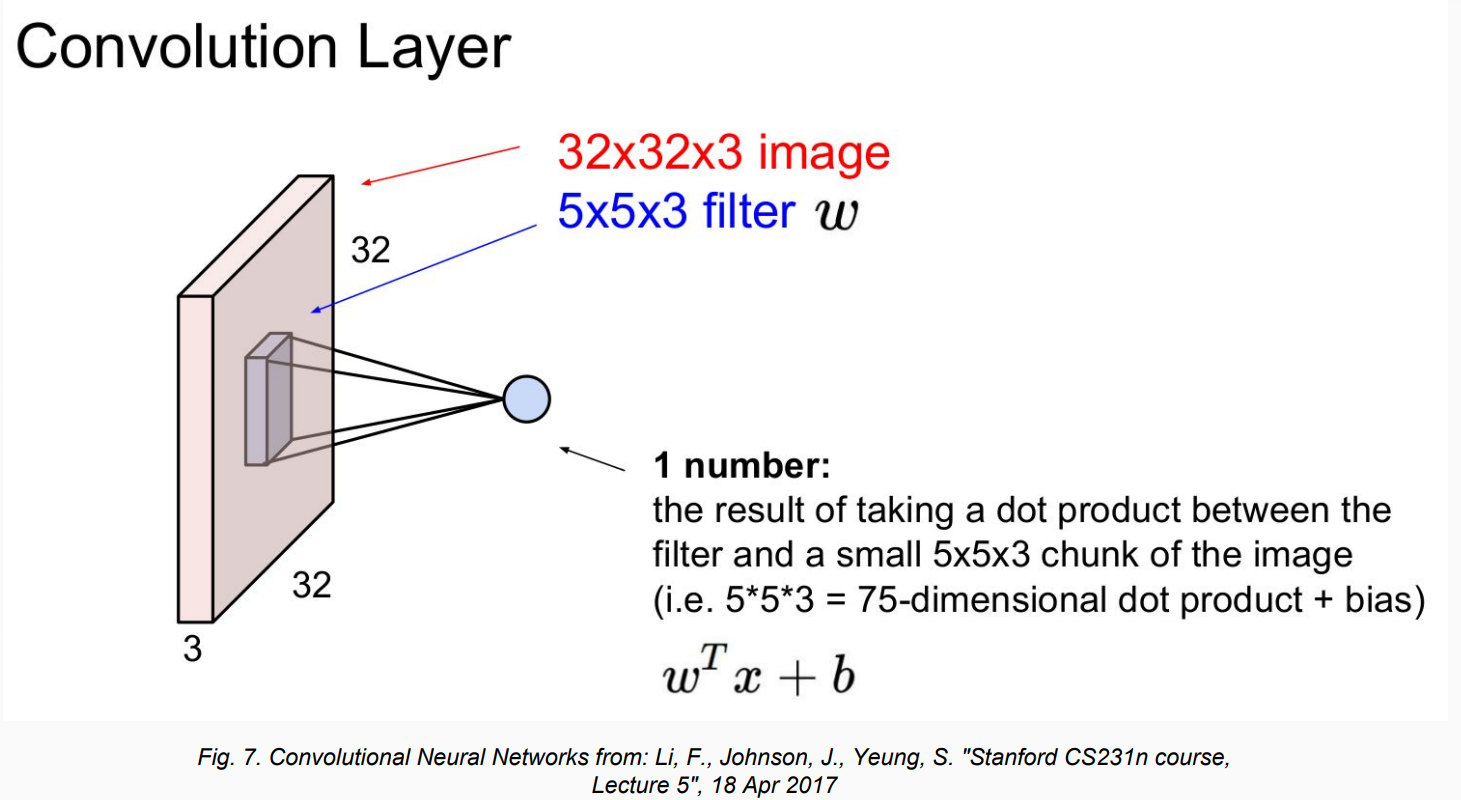 Convolution Layer
32x32x3 image
5x5x3 filter w
32
32
3
1 number:
the result of taking a dot product between the
filter and a small 5x5x3 chunk of the image
(i.e. 5*5*3 = 75-dimensional dot product + bias)
w^T x + b
Fig. 7. Convolutional Neural Networks from: Li, F., Johnson, J., Yeung, S. "Stanford CS231n course,
Lecture 5", 18 Apr 2017